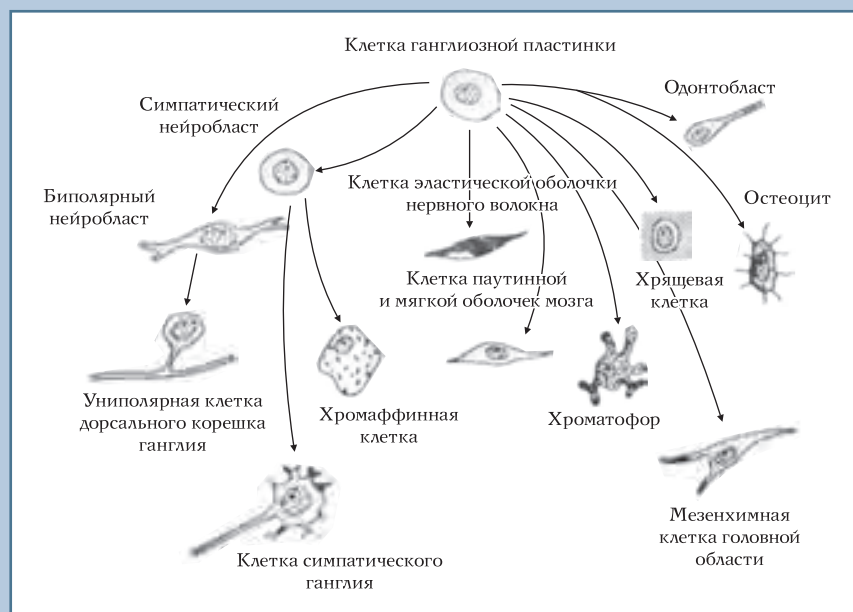 Клетка ганглиозной пластинки
Симпатический
нейробласт
Одонтобласт
Биполярный
нейробласт
Клетка эластической оболочки
нервного волокна
Остеоцит
Клетка паутинной
и мягкой оболочек мозга
Хрящевая
клетка
Униполярная клетка
дорсального корешка
ганглия
Хромаффинная
клетка
Хроматофор
Мезенхимная
клетка головной
области
Клетка симпатического
ганглия